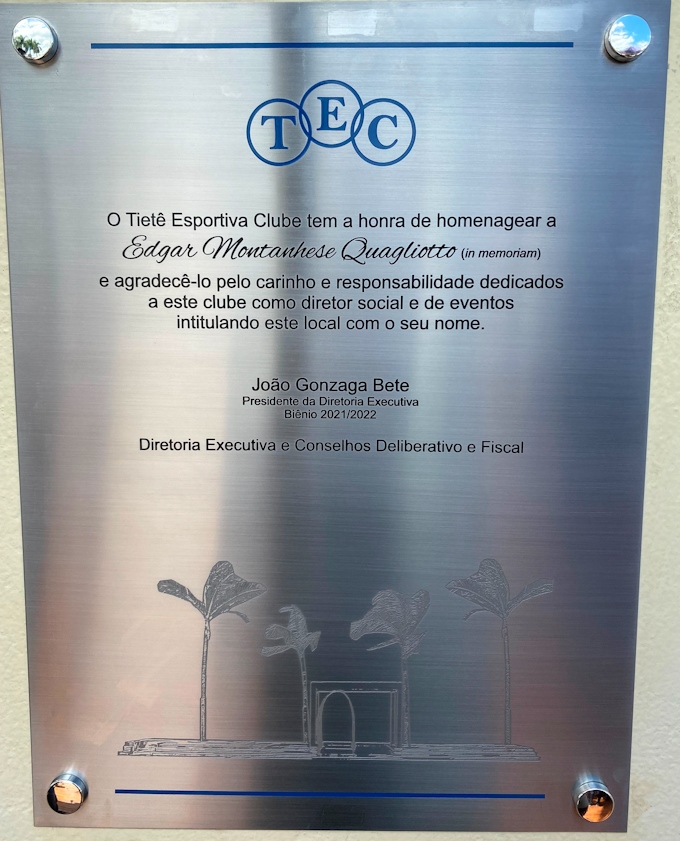 TEC
O Tietê Esportiva Clube tem a honra de homenagear a
Edgar Montanhese Quagliotto (in memoriam)
e agradecê-lo pelo carinho e responsabilidade dedicados
a este clube como diretor social e de eventos
intitulando este local com o seu nome.
João Gonzaga Bete
Presidente da Diretoria Executiva
Biênio 2021/2022
Diretoria Executiva e Conselhos Deliberativo e Fiscal